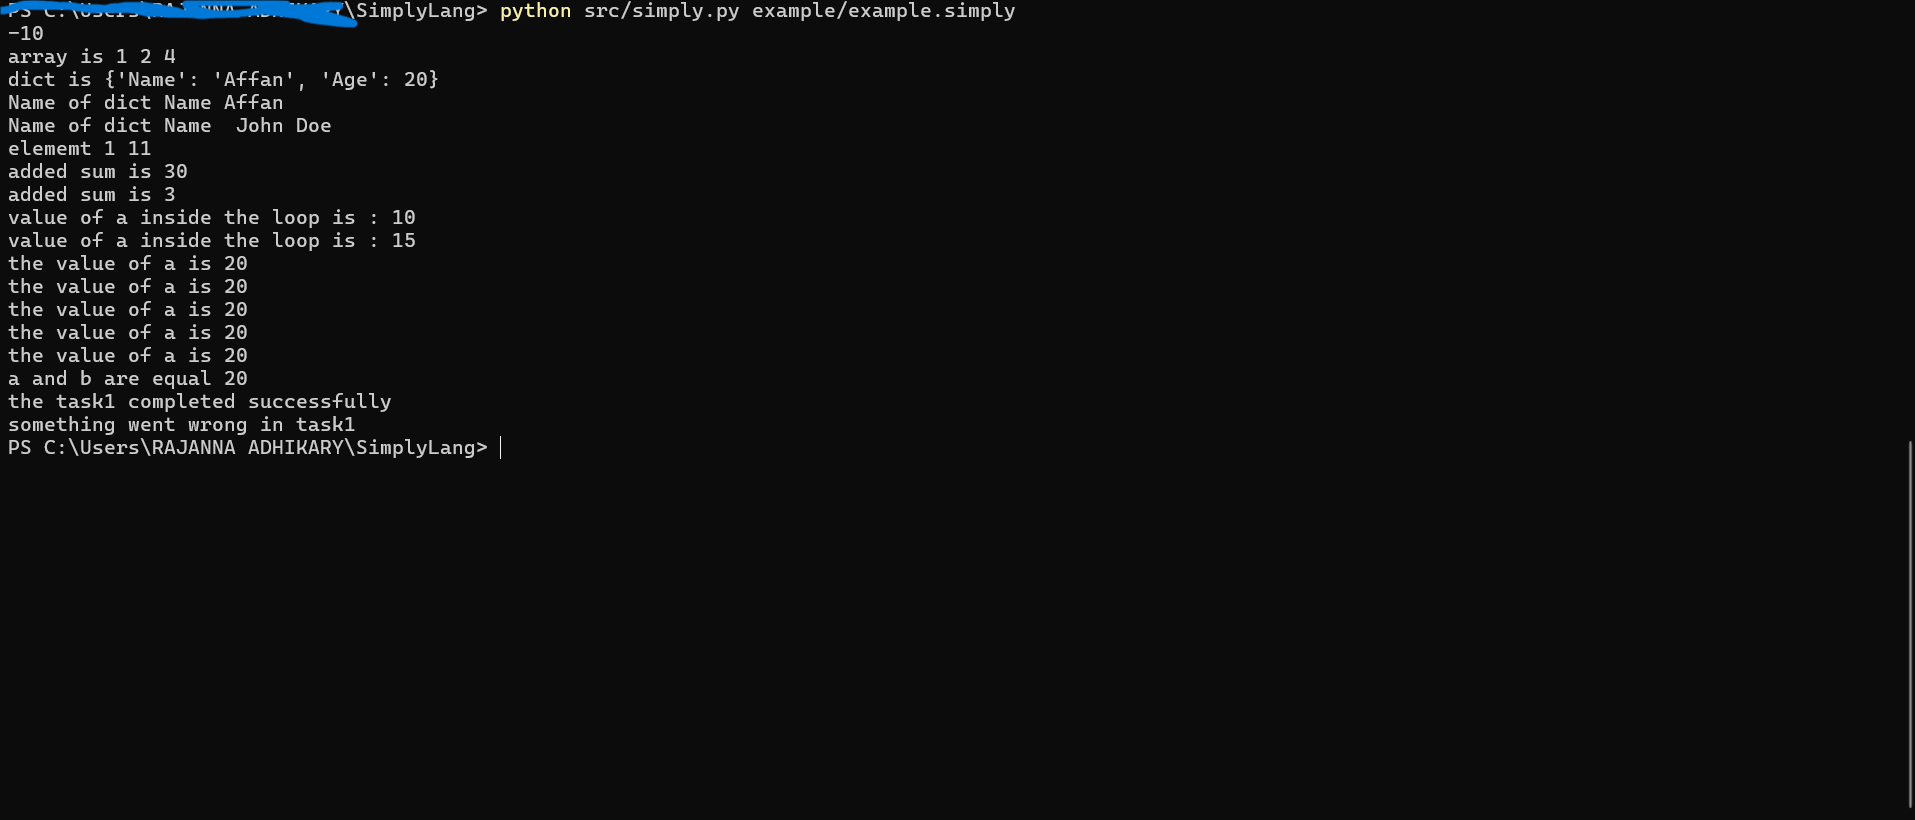 PS C:\Users\RAJANNA ADHIKARY\SimplyLang> python src/simply.py example/example.simply
-10
array is 1 2 4
dict is {'Name': 'Affan', 'Age': 20}
Name of dict Name Affan
Name of dict Name  John Doe
elememt 1 11
added sum is 30
added sum is 3
value of a inside the loop is : 10
value of a inside the loop is : 15
the value of a is 20
the value of a is 20
the value of a is 20
the value of a is 20
the value of a is 20
a and b are equal 20
the task1 completed successfully
something went wrong in task1
PS C:\Users\RAJANNA ADHIKARY\SimplyLang>